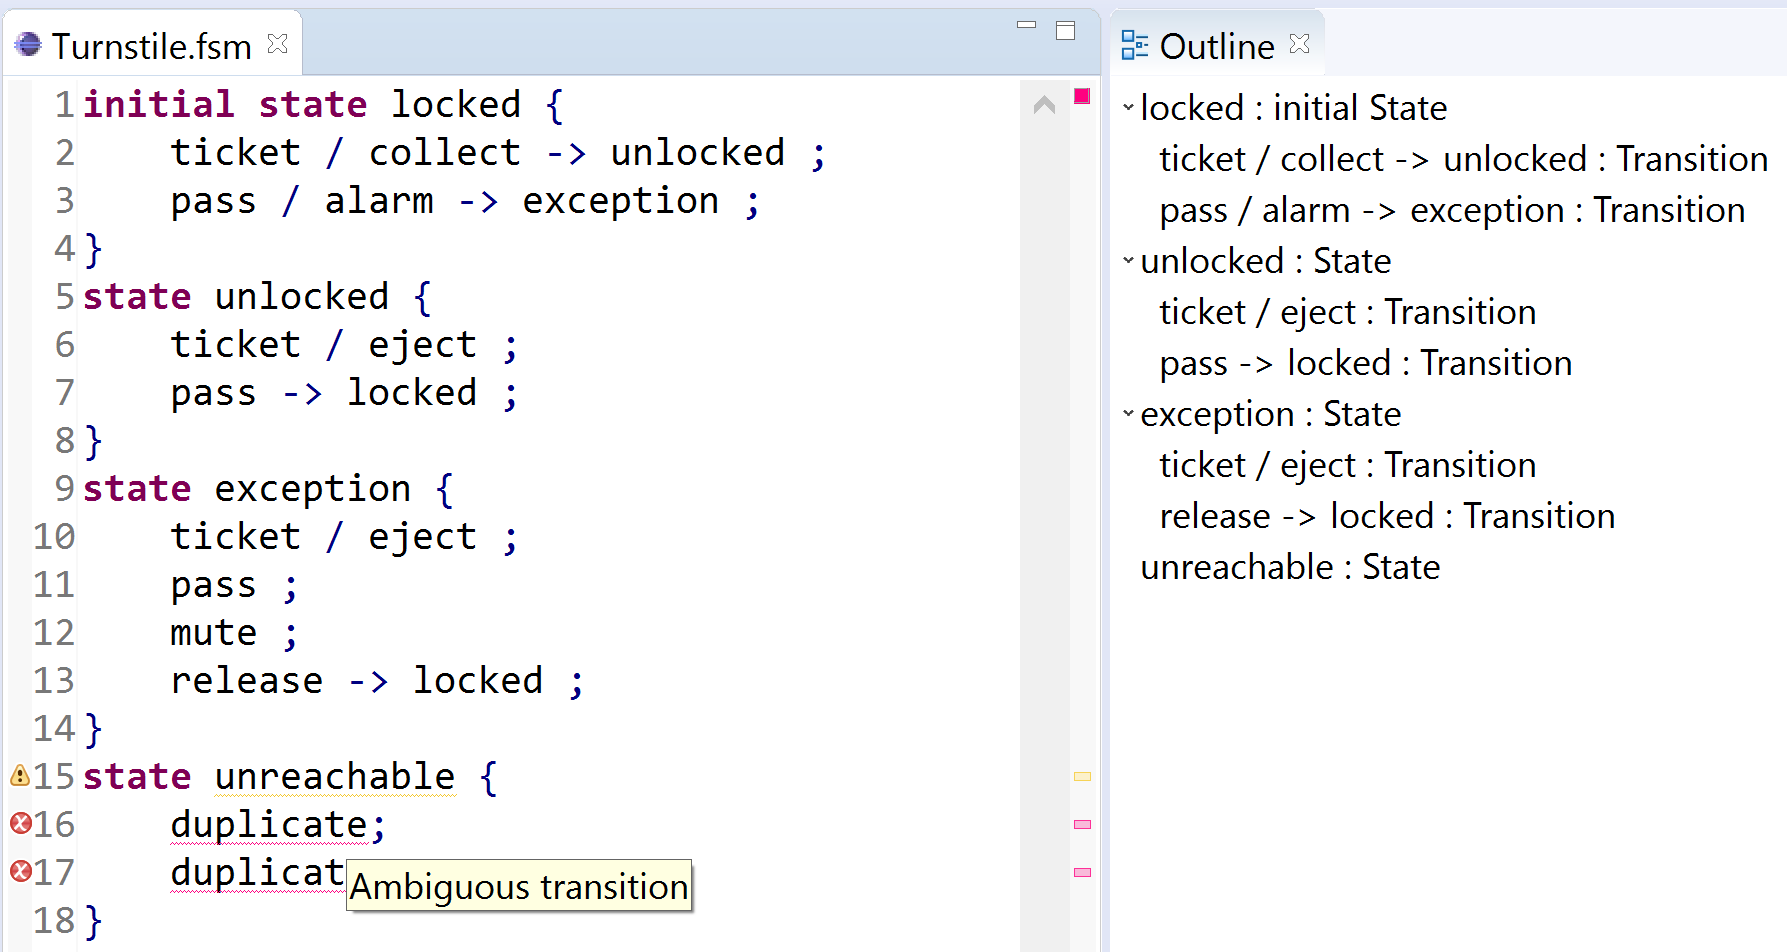 Turnstile.fsm
1 initial state locked {
2 ticket / collect -> unlocked ;
3 pass / alarm -> exception ;
4 }
5 state unlocked {
6 ticket / eject ;
7 pass -> locked ;
8 }
9 state exception {
10 ticket / eject ;
11 pass ;
12 mute ;
13 release -> locked ;
14 }
15 state unreachable {
16 duplicate;
17 duplicat
Ambiguous transition
18 }
Outline
locked : initial State
ticket / collect -> unlocked : Transition
pass / alarm -> exception : Transition
unlocked : State
ticket / eject : Transition
pass -> locked : Transition
exception : State
ticket / eject : Transition
release -> locked : Transition
unreachable : State